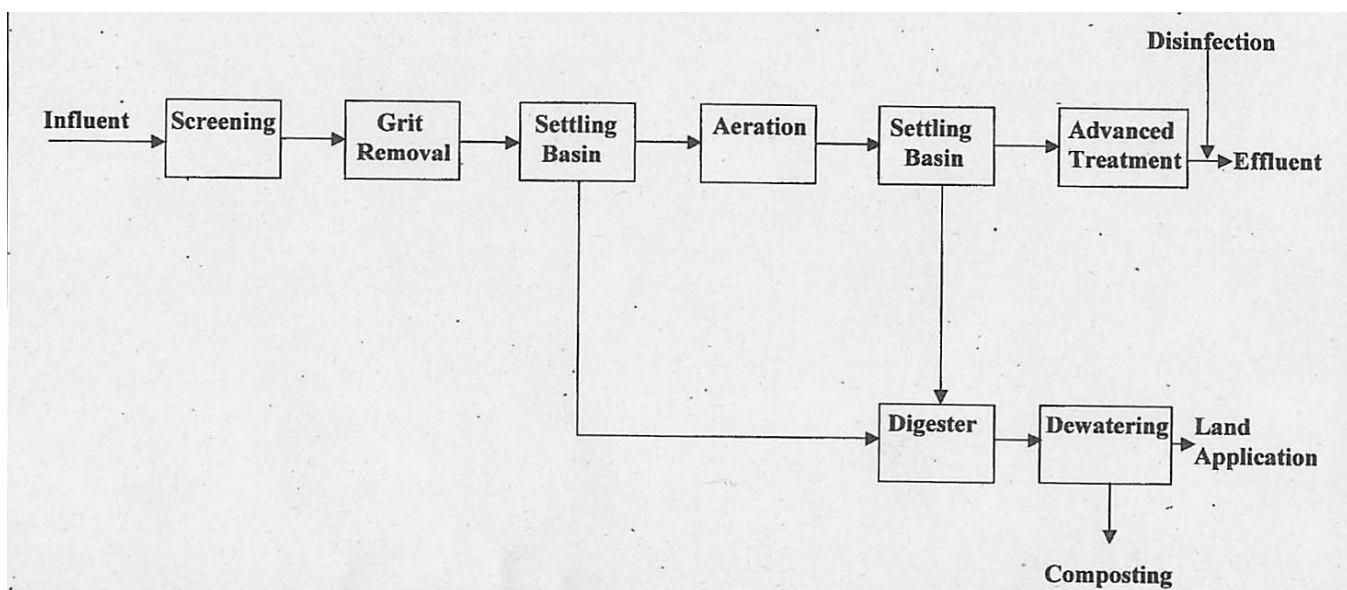 Disinfection
Influent
Screening
Grit
Removal
Settling
Basin
Aeration
Settling
Basin
Advanced
Treatment
Effluent
Digester
Dewatering
Land
Application
Composting